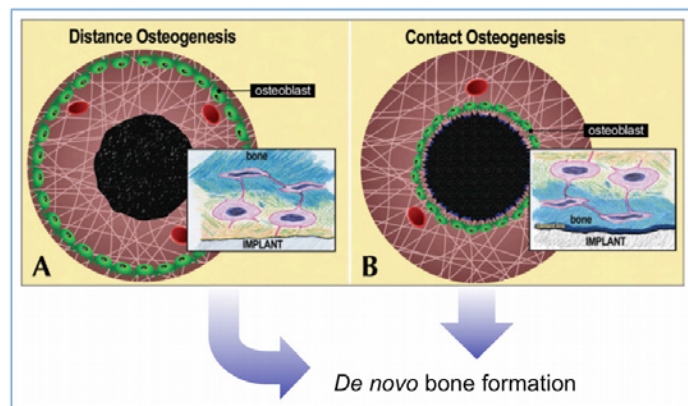 Distance Osteogenesis
Contact Osteogenesis
osteoblast
osteoblast
bone
IMPLANT
bone
IMPLANT
A
B
De novo bone formation